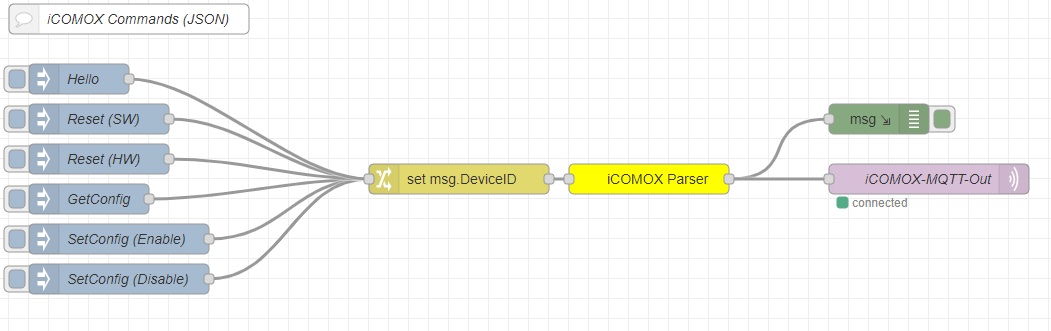 iCOMOX Commands (JSON)
Hello
Reset (SW)
Reset (HW)
GetConfig
SetConfig (Enable)
SetConfig (Disable)
set msg.DeviceID
iCOMOX Parser
msg
iCOMOX-MQTT-Out
connected